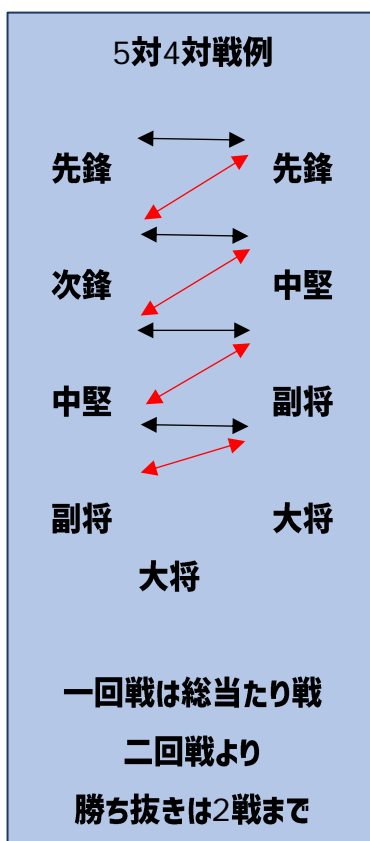 5対4対戦例
先鋒 先鋒
次鋒 中堅
中堅 副将
副将 大将
大将
一回戦は総当たり戦
二回戦より
勝ち抜きは2戦まで